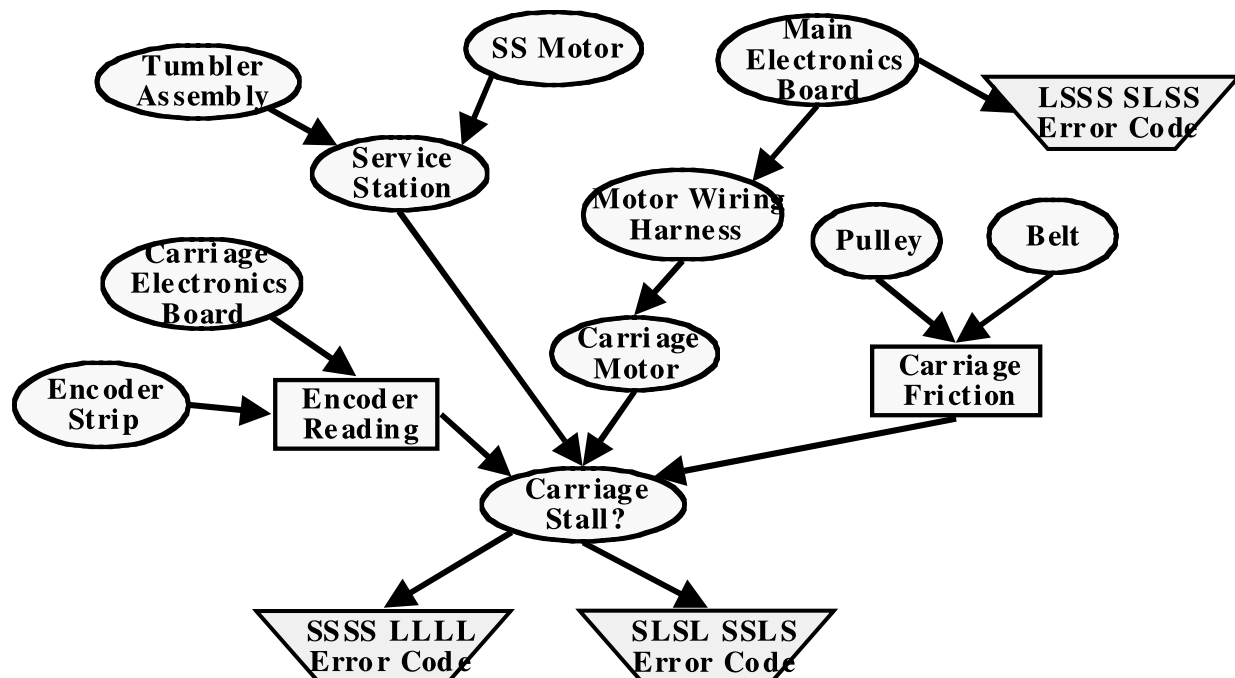 SS Motor
Main
Electronics
Board
Tumbler
Assembly
LSSS SLSS
Error Code
Service
Station
Motor Wiring
Harness
Pulley
Belt
Carriage
Electronics
Board
Carriage
Motor
Carriage
Friction
Encoder
Strip
Encoder
Reading
Carriage
Stall?
SSSS LLLL
Error Code
SLSL SSLS
Error Code